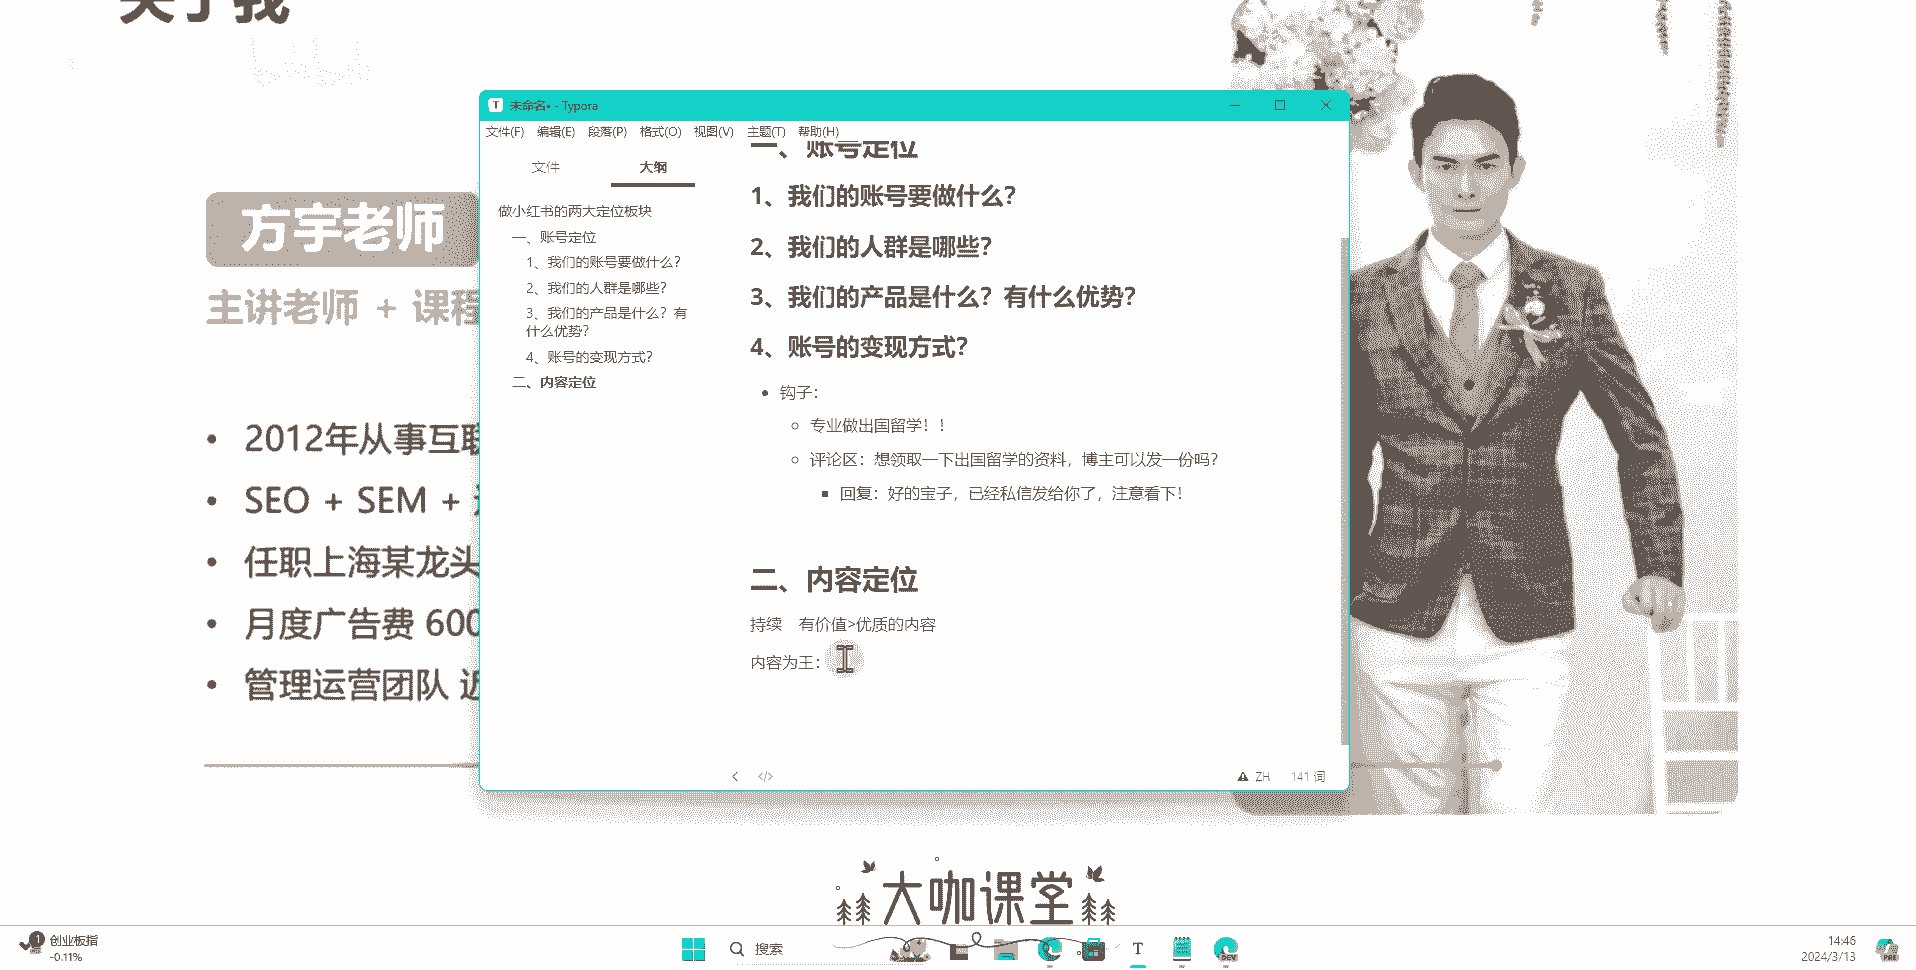 关于我
未命名• - Typora
文件(F) 编辑(E) 段落(P) 格式(O) 视图(V) 主题(T) 帮助(H)
文件 大纲
做小红书的两大定位板块
一、账号定位
1、我们的账号要做什么？
2、我们的人群是哪些？
3、我们的产品是什么？有
什么优势？
4、账号的变现方式？
二、内容定位
一、账号定位
1、我们的账号要做什么？
2、我们的人群是哪些？
3、我们的产品是什么？有什么优势？
4、账号的变现方式？
钩子：
专业做出国留学！！
评论区：想领取一下出国留学的资料，博主可以发一份吗？
回复：好的宝子，已经私信发给你了，注意看下！
二、内容定位
持续 有价值>优质的内容
内容为王：
ZH 141 词
方宇老师
主讲老师 + 课程
2012年从事互联
SEO + SEM +
任职上海某龙头
月度广告费 600
管理运营团队 近
大咖课堂
1
创业板指
-0.11%
搜索
T
DEV
14:46
2024/3/13
PRE